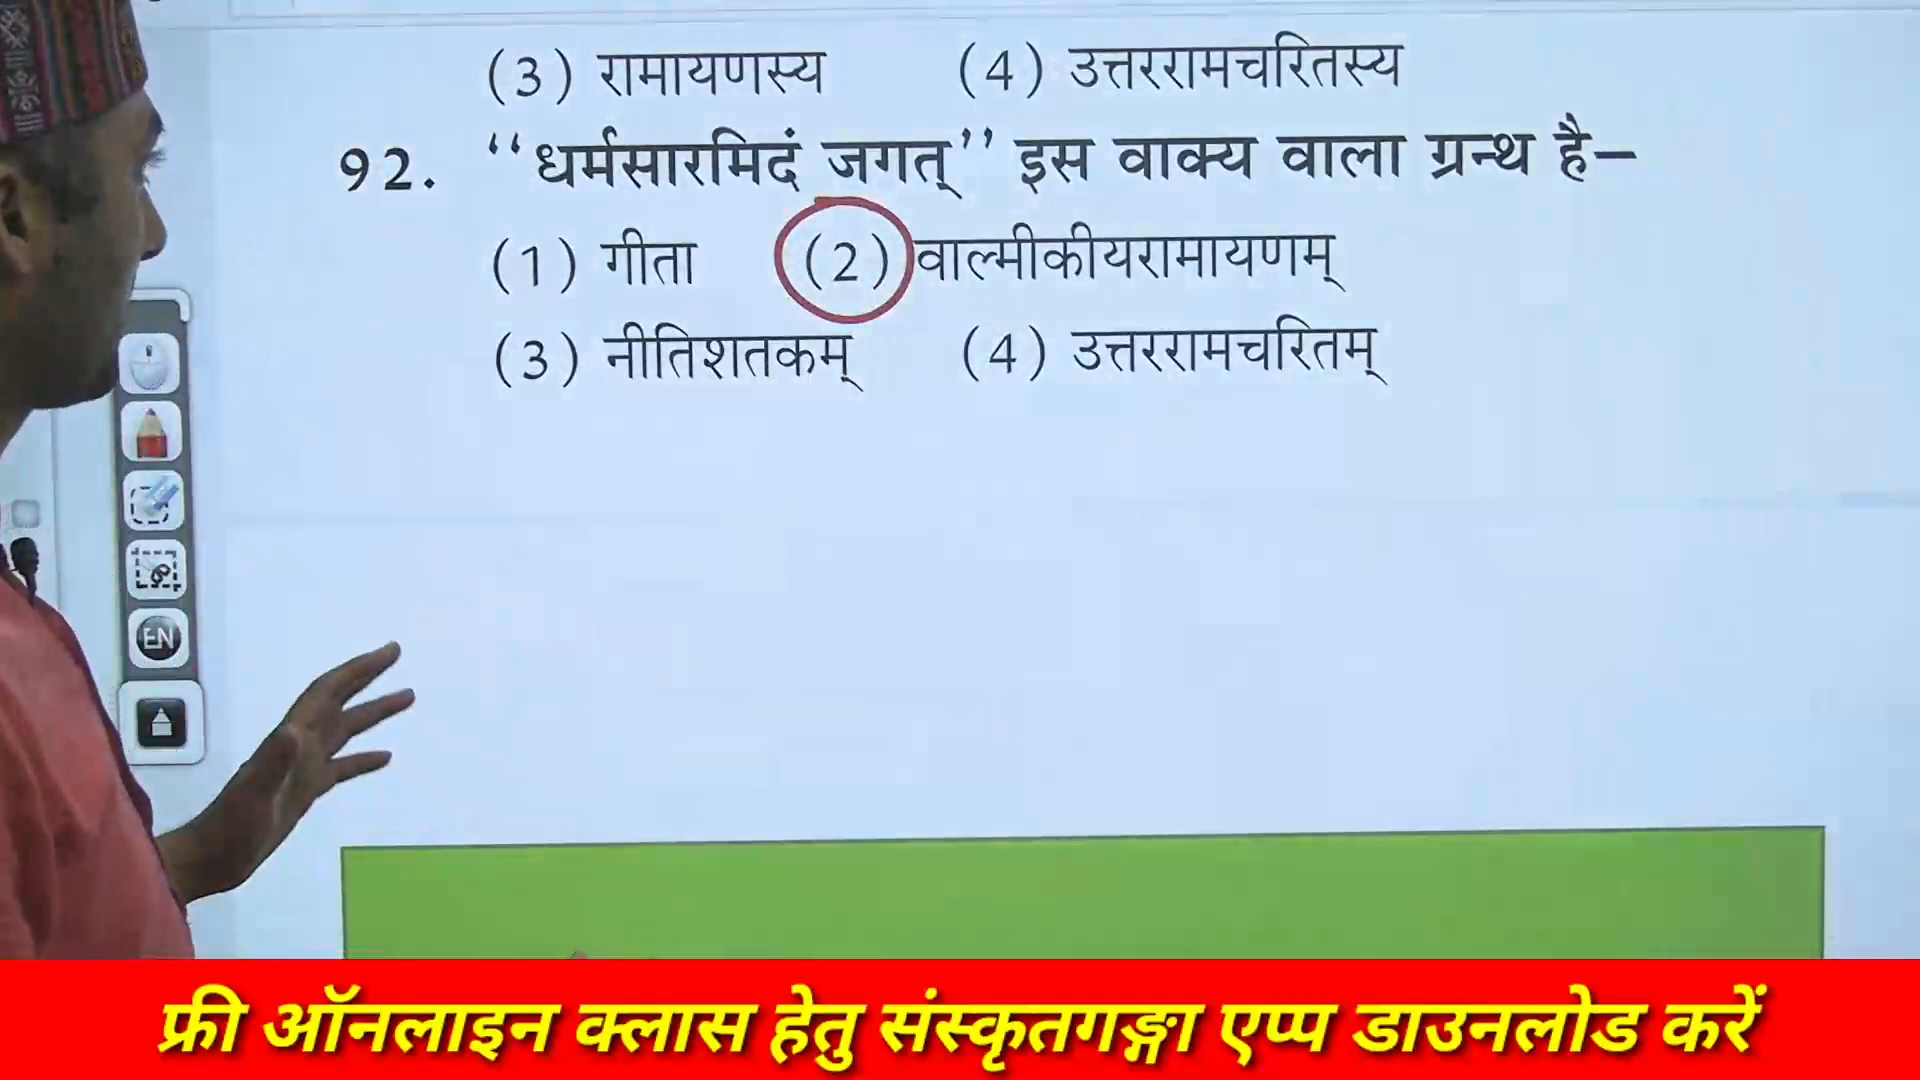 (3) रामायणस्य (4) उत्तररामचरितस्य
92. ‘‘धर्मसारमिदं जगत्’’ इस वाक्य वाला ग्रन्थ है–
(1) गीता (2) वाल्मीकीयरामायणम्
(3) नीतिशतकम् (4) उत्तररामचरितम्
EN
फ्री ऑनलाइन क्लास हेतु संस्कृतगङ्गा एप्प डाउनलोड करें